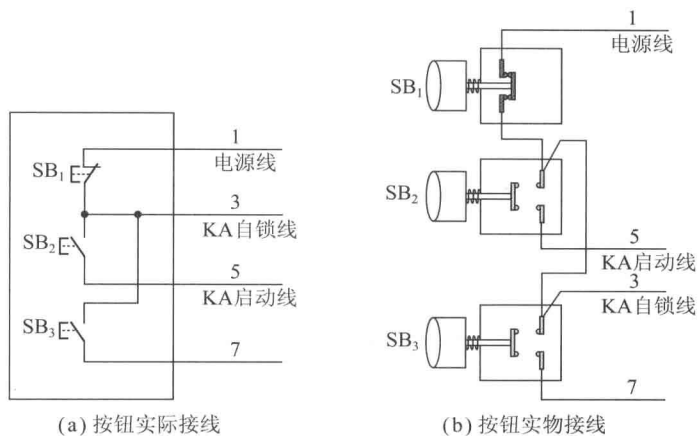 1
电源线
SB₁
3
KA自锁线
SB₂
5
KA启动线
SB₃
7
(a) 按钮实际接线
1
电源线
SB₁
SB₂
5
KA启动线
3
KA自锁线
SB₃
7
(b) 按钮实物接线